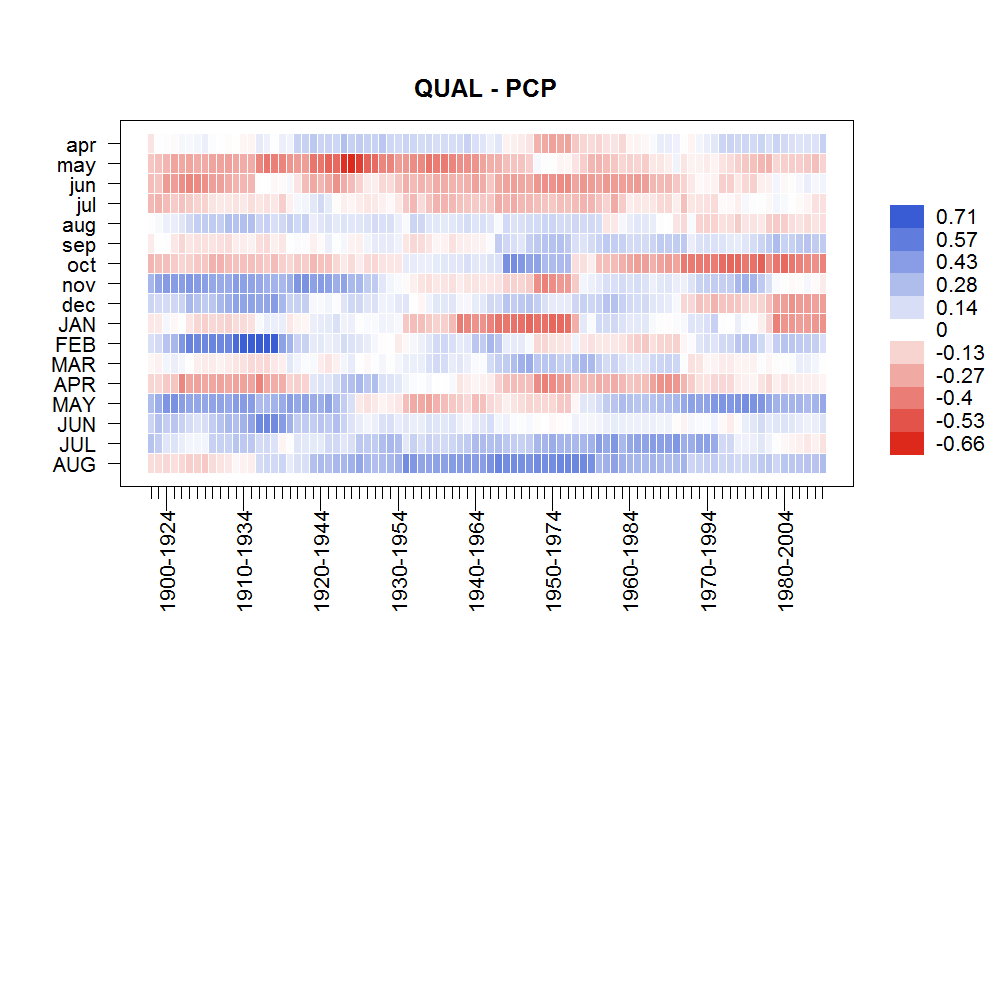 QUAL - PCP
apr
may
jun
jul
aug
sep
oct
nov
dec
JAN
FEB
MAR
APR
MAY
JUN
JUL
AUG
0.71
0.57
0.43
0.28
0.14
0
-0.13
-0.27
-0.4
-0.53
-0.66
1900-1924
1910-1934
1920-1944
1930-1954
1940-1964
1950-1974
1960-1984
1970-1994
1980-2004